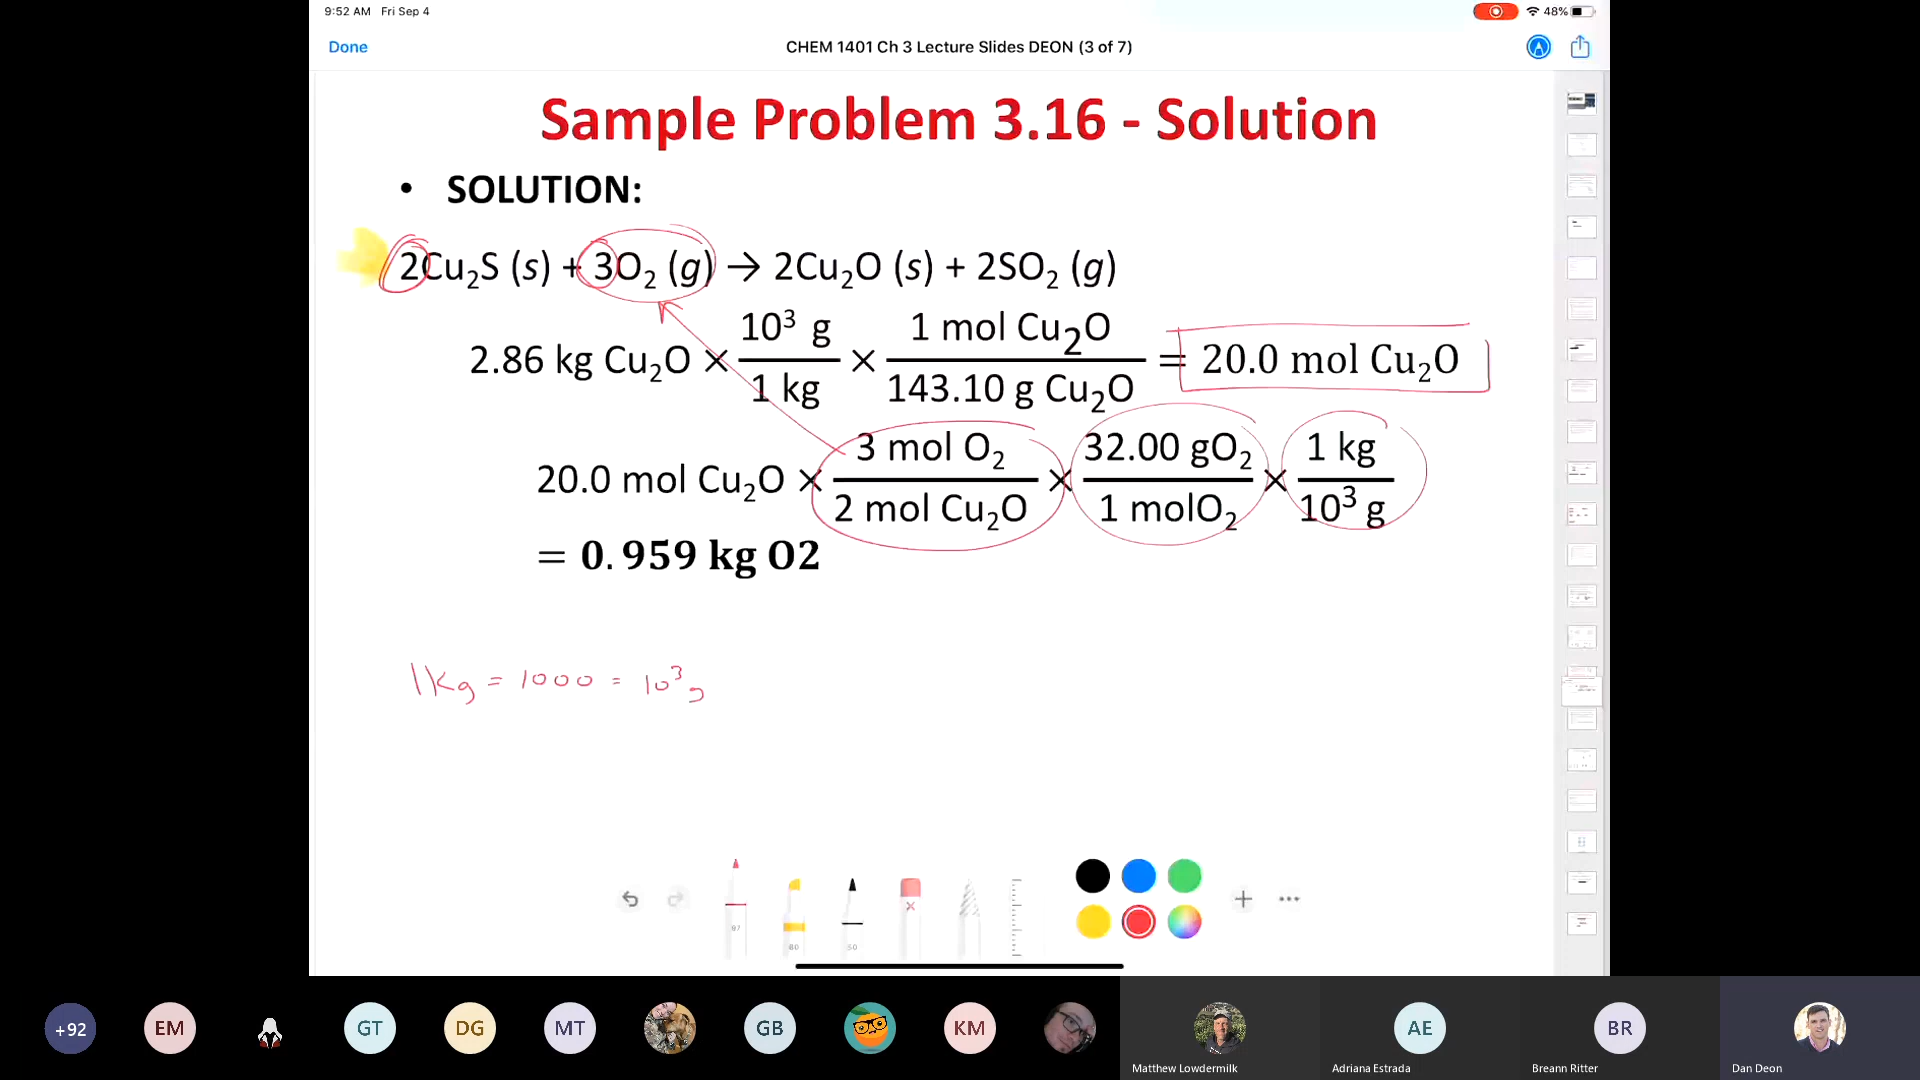 9:52 AM Fri Sep 4
48%
Done
CHEM 1401 Ch 3 Lecture Slides DEON (3 of 7)
Sample Problem 3.16 - Solution
• SOLUTION:
2Cu₂S (s) + 3O₂ (g) → 2Cu₂O (s) + 2SO₂ (g)
2.86 kg Cu₂O × 10³ g / 1 kg × 1 mol Cu₂O / 143.10 g Cu₂O = 20.0 mol Cu₂O
20.0 mol Cu₂O × 3 mol O₂ / 2 mol Cu₂O × 32.00 gO₂ / 1 molO₂ × 1 kg / 10³ g
= 0.959 kg O2
1kg = 1000 = 10³ g
97 80 50
+92 EM GT DG MT GB KM AE BR
Matthew Lowdermilk Adriana Estrada Breann Ritter Dan Deon